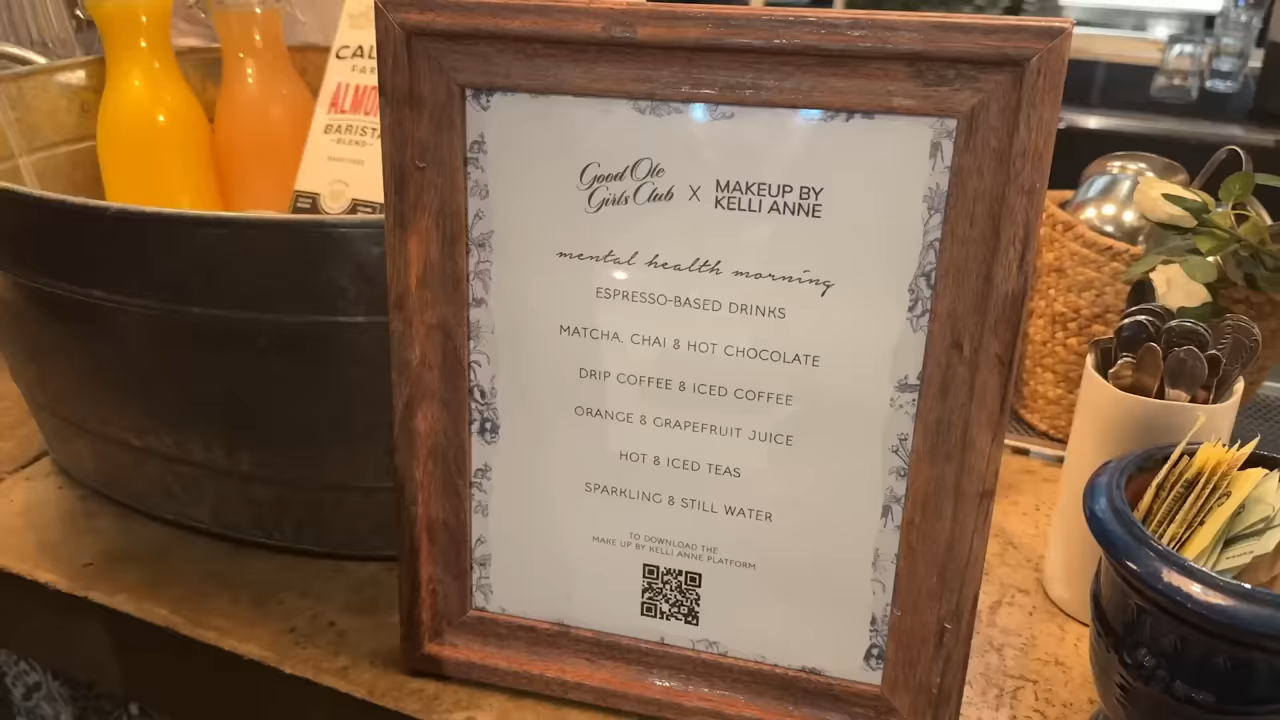 CAL
FAR
ALMO
BARISTA
BLEND
Good Ole
Girls Club X MAKEUP BY
KELLI ANNE
mental health morning
ESPRESSO-BASED DRINKS
MATCHA, CHAI & HOT CHOCOLATE
DRIP COFFEE & ICED COFFEE
ORANGE & GRAPEFRUIT JUICE
HOT & ICED TEAS
SPARKLING & STILL WATER
TO DOWNLOAD THE
MAKE UP BY KELLI ANNE PLATFORM